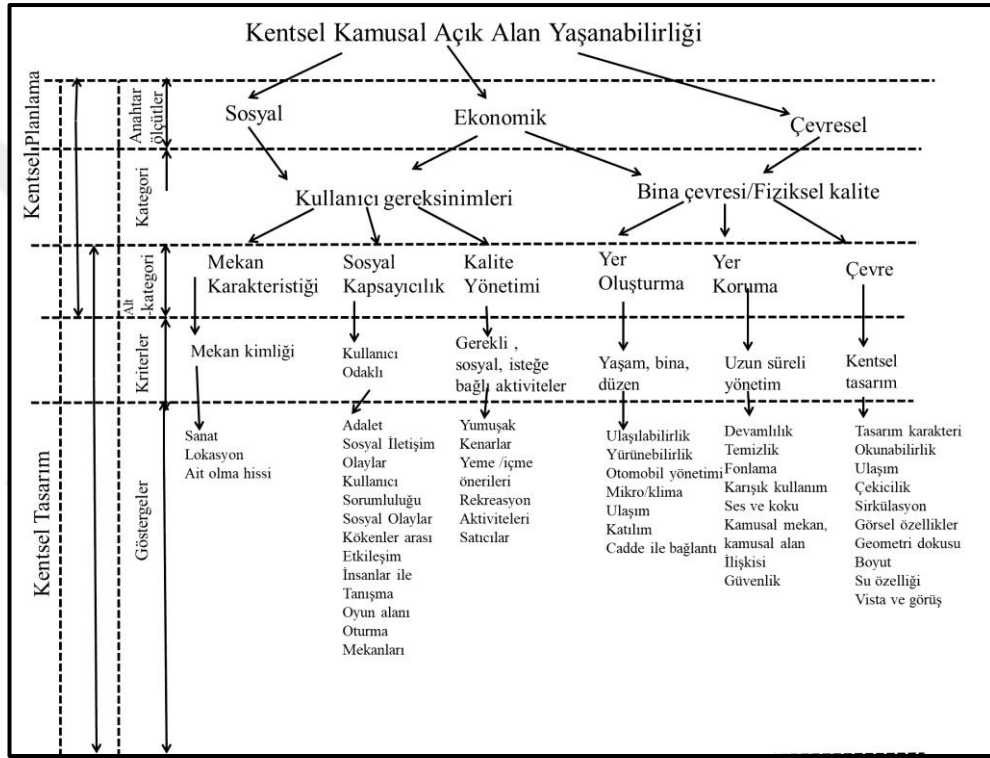 Kentsel Kamusal Açık Alan Yaşanabilirliği
Kentsel Planlama
Anahtar
ölçütler
Sosyal
Ekonomik
Çevresel
Kategori
Kullanıcı gereksinimleri
Bina çevresi/Fiziksel kalite
Alt
-kategori
Mekan
Karakteristiği
Sosyal
Kapsayıcılık
Kalite
Yönetimi
Yer
Oluşturma
Yer
Koruma
Çevre
Kriterler
Mekan kimliği
Kullanıcı
Odaklı
Gerekli ,
sosyal, isteğe
bağlı aktiviteler
Yaşam, bina,
düzen
Uzun süreli
yönetim
Kentsel
tasarım
Kentsel Tasarım
Göstergeler
Sanat
Lokasyon
Ait olma hissi
Adalet
Sosyal İletişim
Olaylar
Kullanıcı
Sorumluluğu
Sosyal Olaylar
Kökenler arası
Etkileşim
İnsanlar ile
Tanışma
Oyun alanı
Oturma
Mekanları
Yumuşak
Kenarlar
Yeme /içme
önerileri
Rekreasyon
Aktiviteleri
Satıcılar
Ulaşılabilirlik
Yürünebilirlik
Otomobil yönetimi
Mikro/klima
Ulaşım
Katılım
Cadde ile bağlantı
Devamlılık
Temizlik
Fonlama
Karışık kullanım
Ses ve koku
Kamusal mekan,
kamusal alan
İlişkisi
Güvenlik
Tasarım karakteri
Okunabilirlik
Ulaşım
Çekicilik
Sirkülasyon
Görsel özellikler
Geometri dokusu
Boyut
Su özelliği
Vista ve görüş